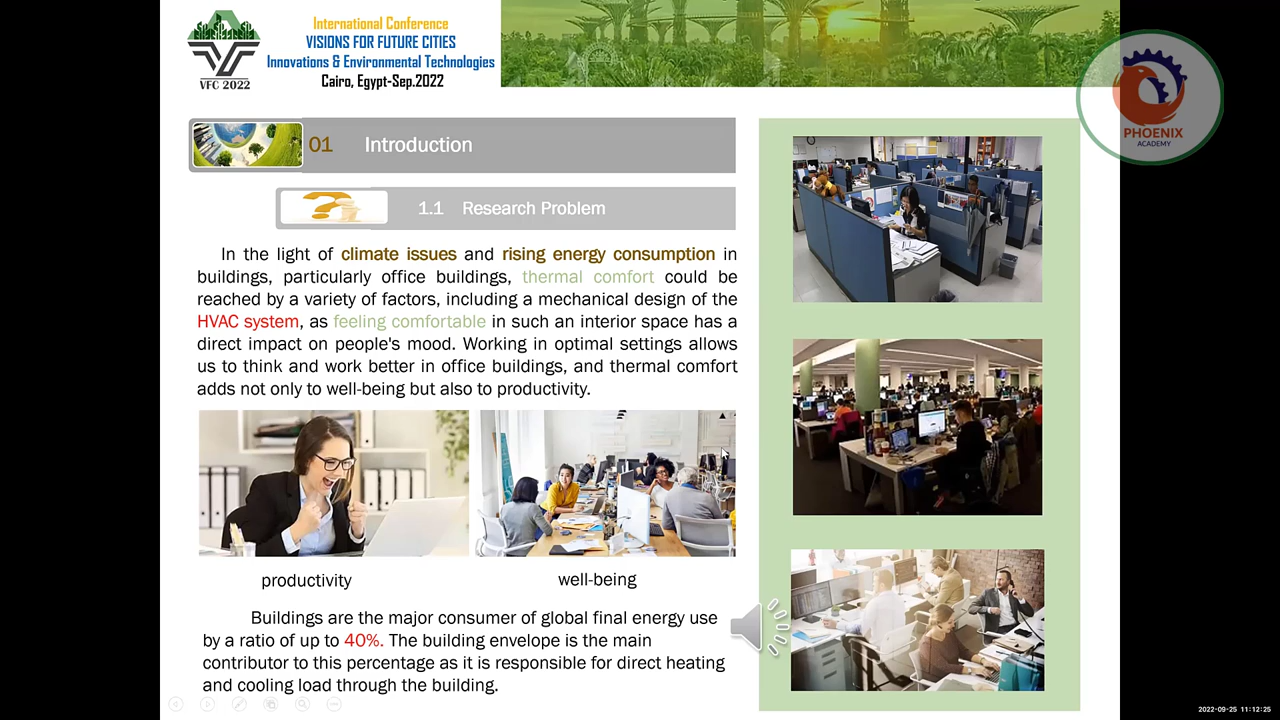 International Conference
VISIONS FOR FUTURE CITIES
Innovations & Environmental Technologies
Cairo, Egypt-Sep.2022
VFC 2022
PHOENIX
ACADEMY
01 Introduction
1.1 Research Problem
In the light of climate issues and rising energy consumption in
buildings, particularly office buildings, thermal comfort could be
reached by a variety of factors, including a mechanical design of the
HVAC system, as feeling comfortable in such an interior space has a
direct impact on people's mood. Working in optimal settings allows
us to think and work better in office buildings, and thermal comfort
adds not only to well-being but also to productivity.
productivity
well-being
Buildings are the major consumer of global final energy use
by a ratio of up to 40%. The building envelope is the main
contributor to this percentage as it is responsible for direct heating
and cooling load through the building.
2022-09-25 11:12:25